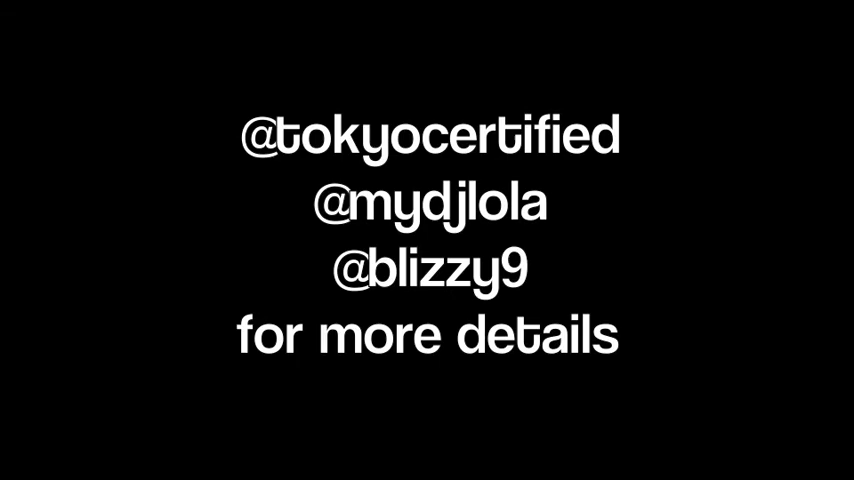 @tokyocertified
@mydjlola
@blizzy9
for more details